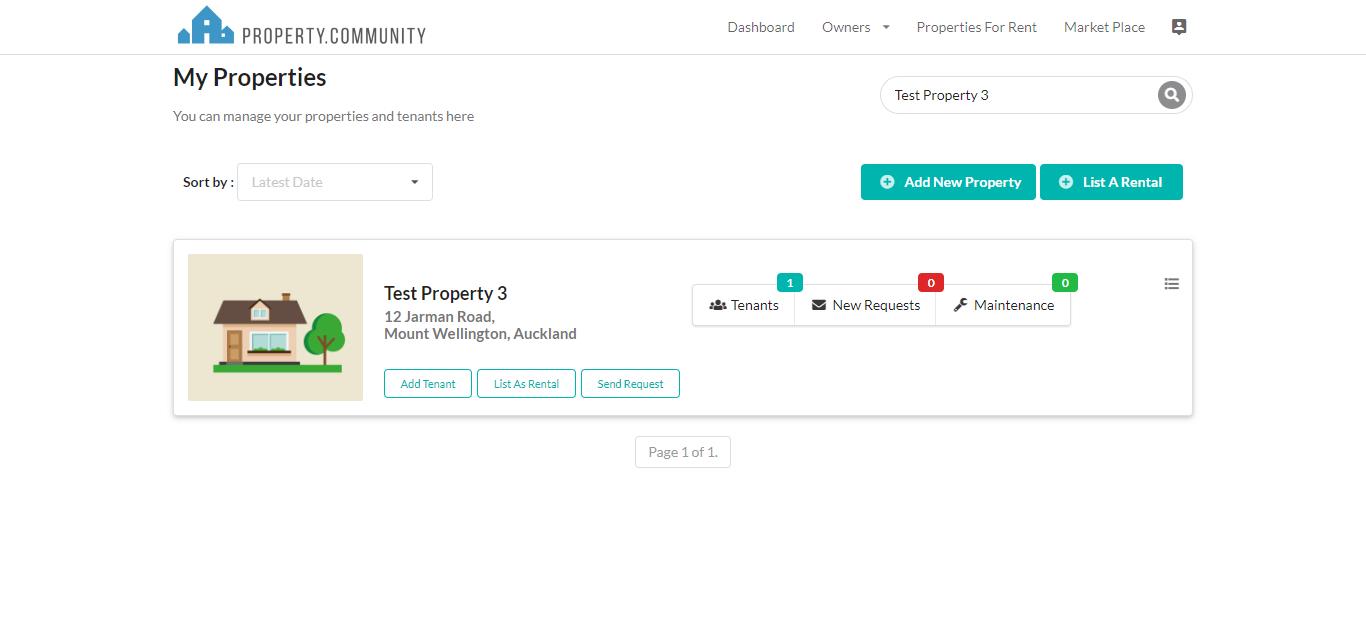 PROPERTY.COMMUNITY
Dashboard
Owners
Properties For Rent
Market Place
My Properties
Test Property 3
You can manage your properties and tenants here
Sort by :
Latest Date
Add New Property
List A Rental
Test Property 3
12 Jarman Road,
Mount Wellington, Auckland
1
Tenants
0
New Requests
0
Maintenance
Add Tenant
List As Rental
Send Request
Page 1 of 1.